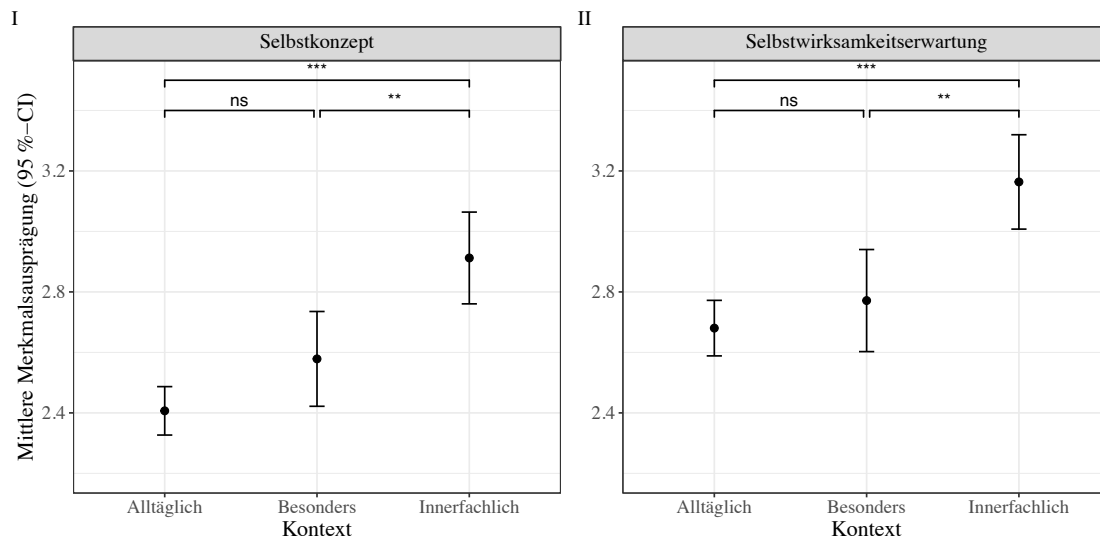 I
II
Selbstkonzept
Selbstwirksamkeitserwartung
***
ns
**
***
ns
**
Mittlere Merkmalsausprägung (95 %−CI)
3.2
2.8
2.4
3.2
2.8
2.4
Alltäglich Besonders Innerfachlich
Kontext
Alltäglich Besonders Innerfachlich
Kontext